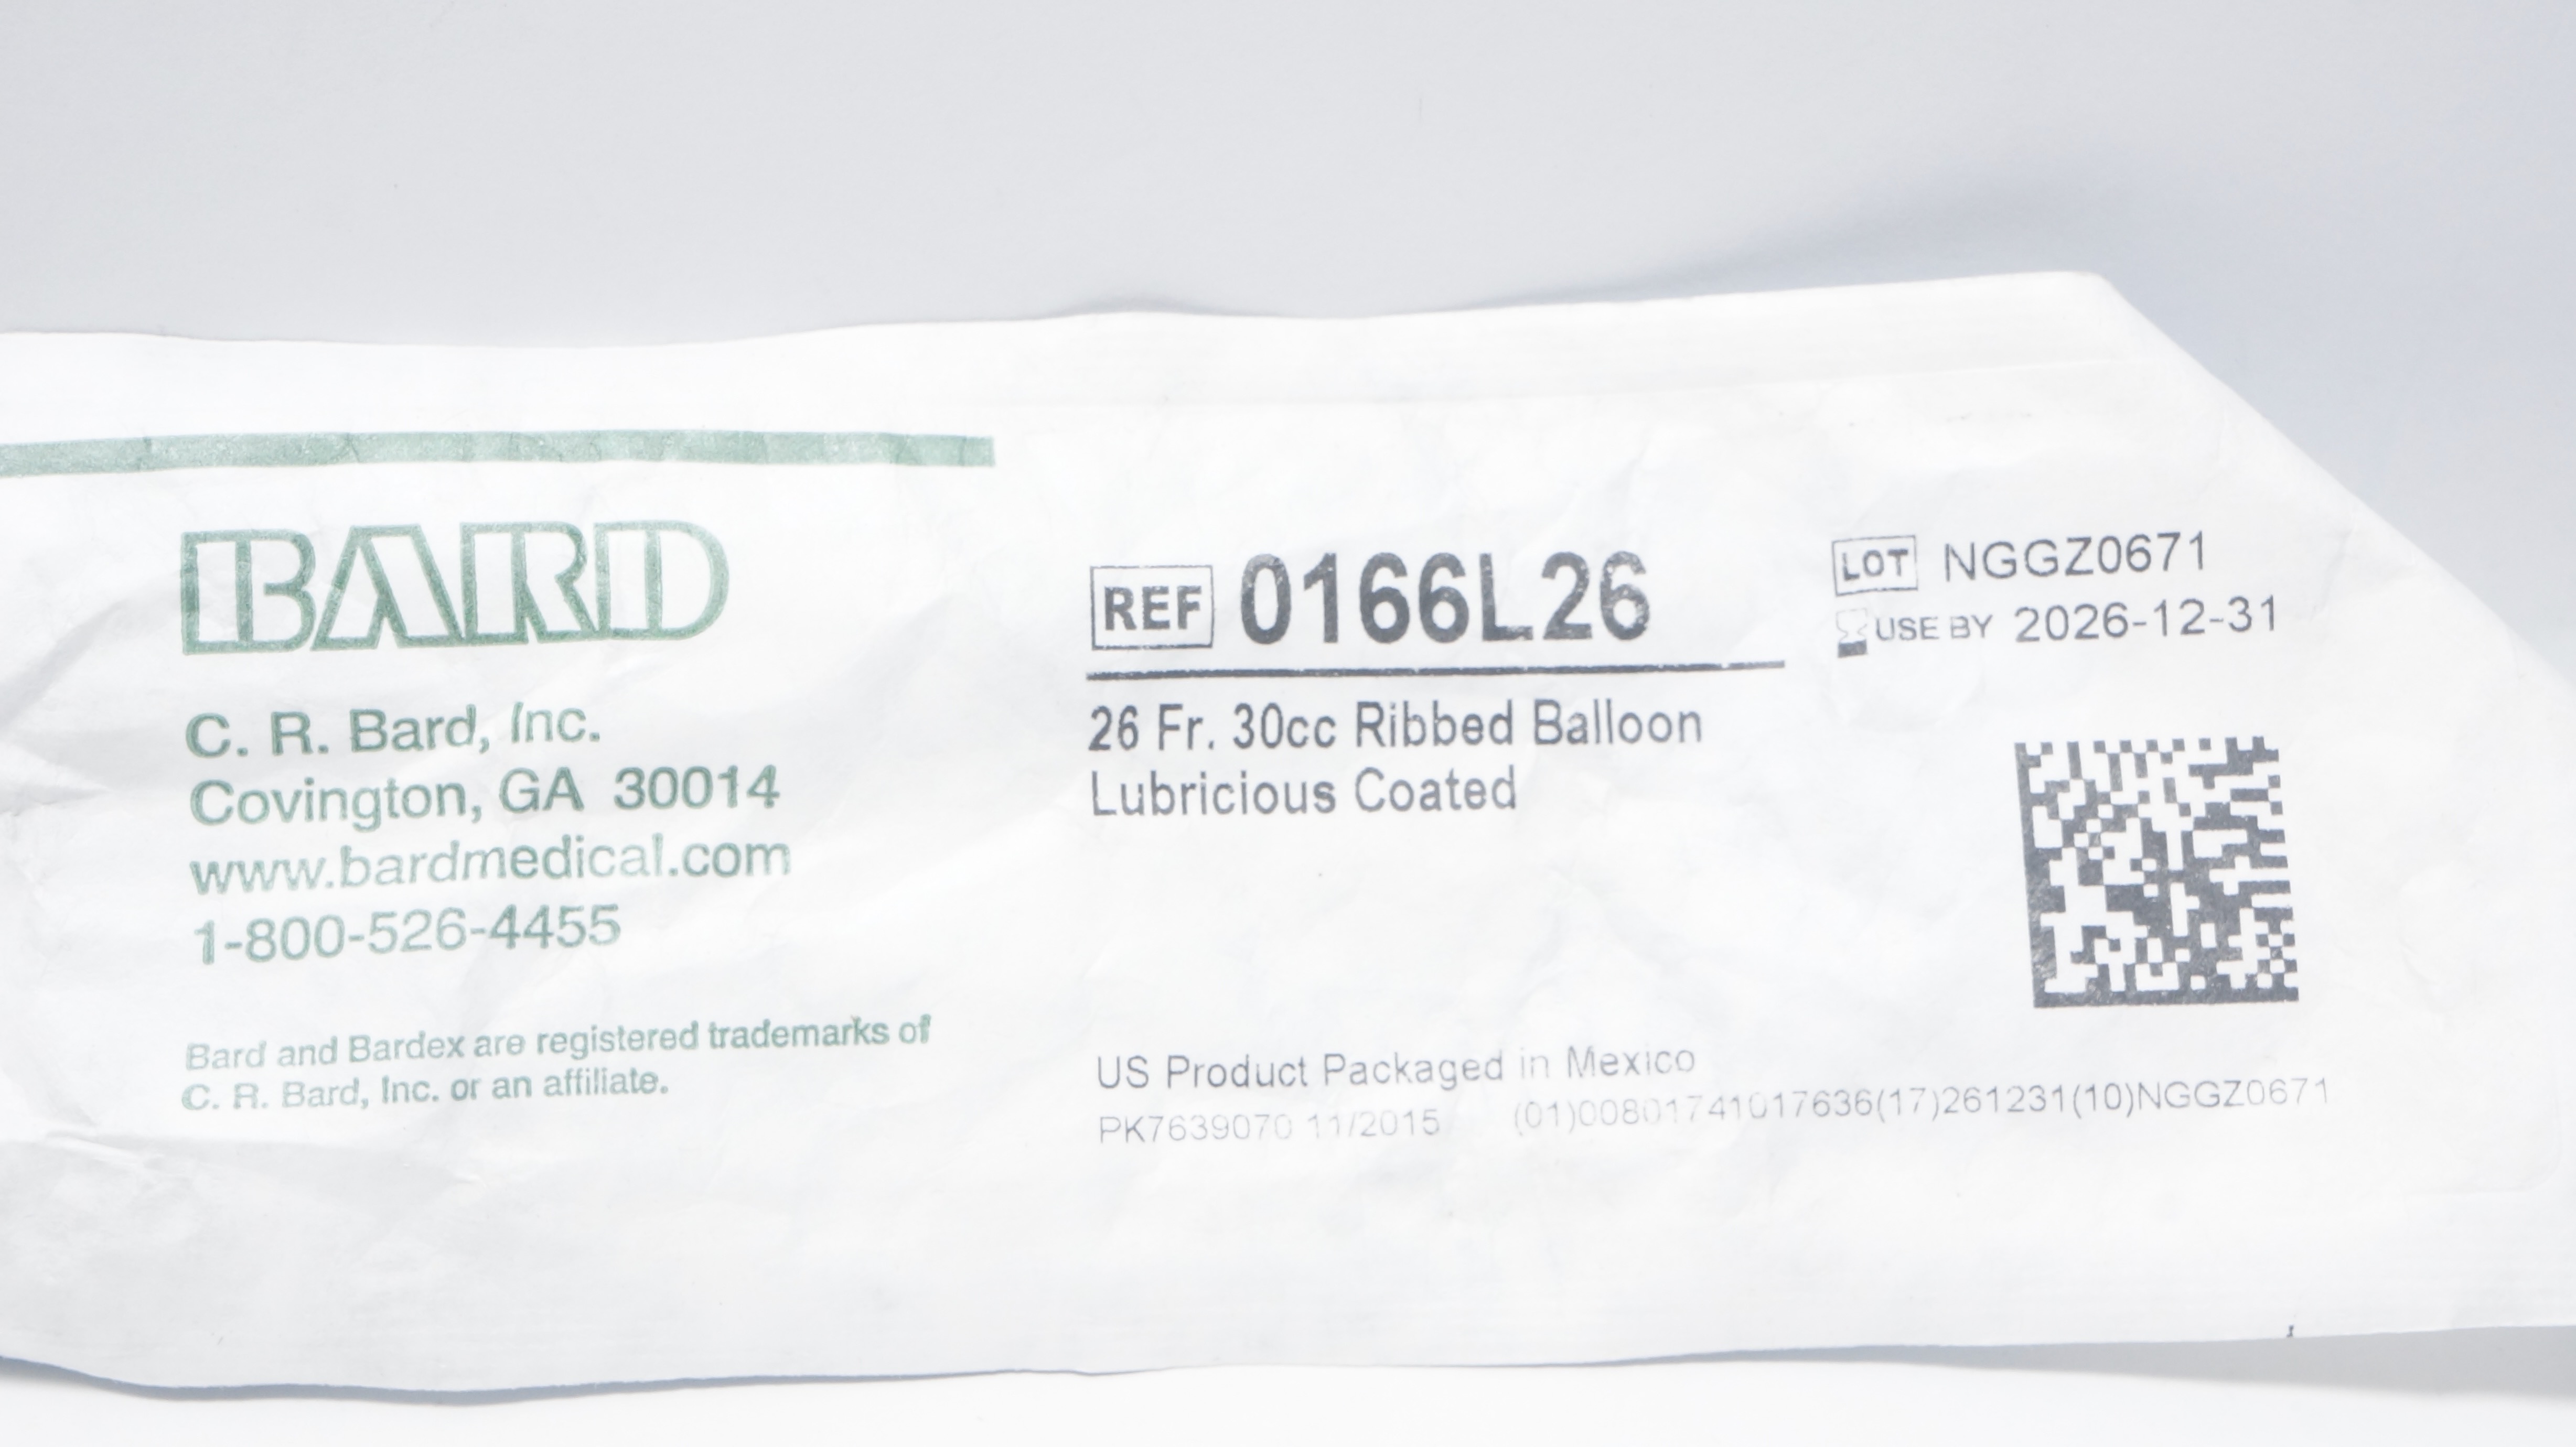 BARD
C. R. Bard, Inc.
Covington, GA 30014
www.bardmedical.com
1-800-526-4455
Bard and Bardex are registered trademarks of
C. R. Bard, Inc. or an affiliate.
REF 0166L26
26 Fr. 30cc Ribbed Balloon
Lubricious Coated
LOT NGGZ0671
USE BY 2026-12-31
US Product Packaged in Mexico
PK7639070 11/2015 (01)00801741017636(17)261231(10)NGGZ0671